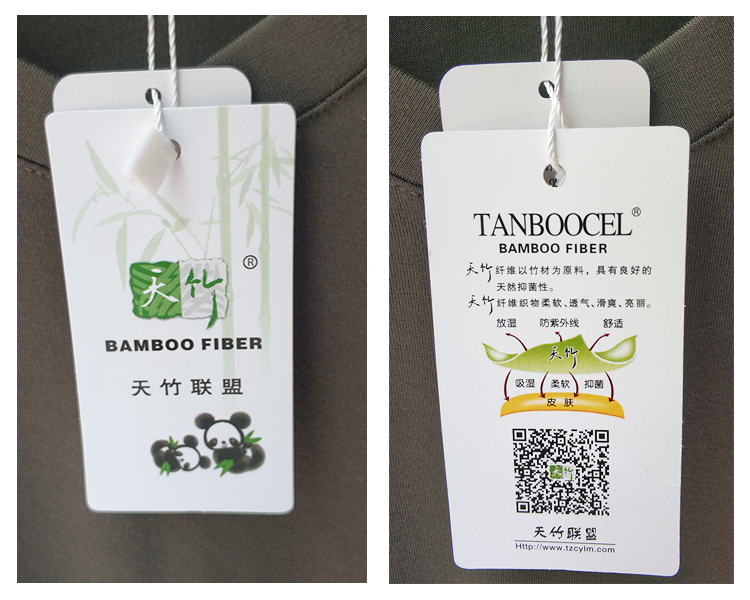 天竹
®
BAMBOO FIBER
天竹联盟
TANBOOCEL®
BAMBOO FIBER
天竹纤维以竹材为原料，具有良好的
天然抑菌性。
天竹纤维织物柔软、透气、滑爽、亮丽。
放湿 防紫外线 舒适
天竹
吸湿 柔软 抑菌
皮肤
天竹
天竹联盟
Http://www.tzcylm.com